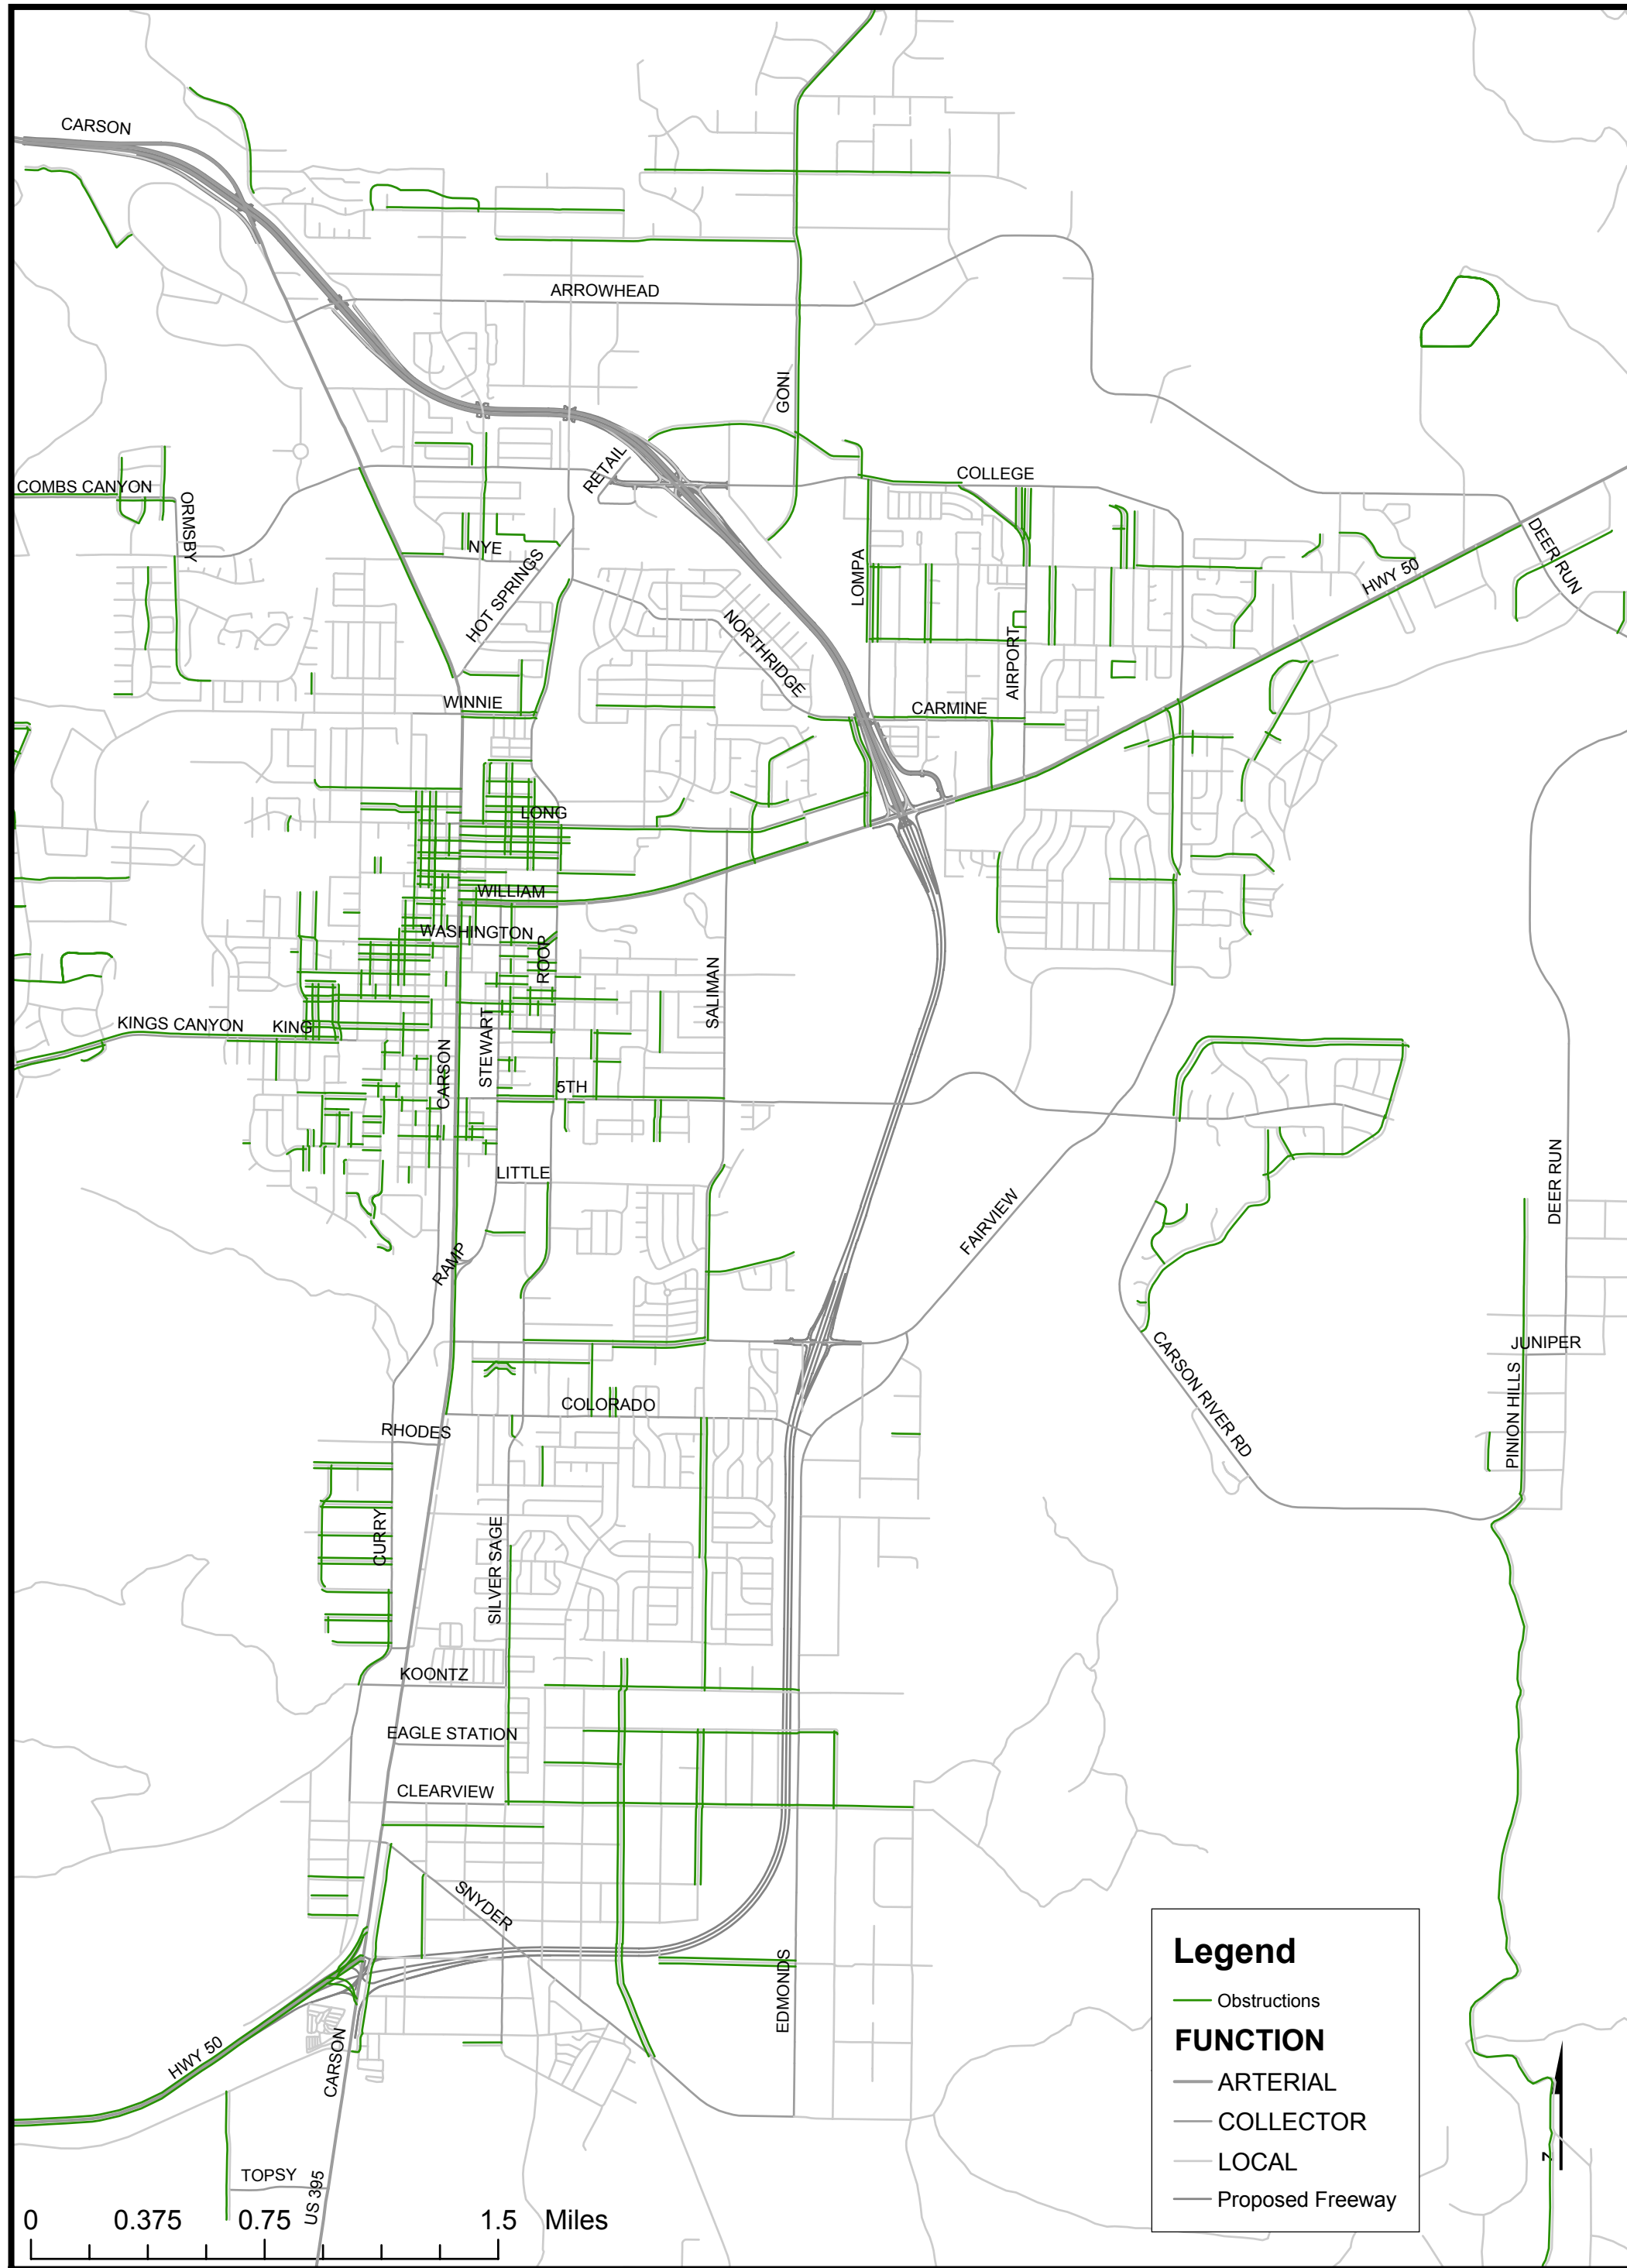 CARSON
ARROWHEAD
GONI
RETAIL
COLLEGE
COMBS CANYON
ORMSBY
NYE
HOT SPRINGS
LOMPA
HWY 50
DEER RUN
NORTHRIDGE
AIRPORT
WINNIE
CARMINE
LONG
WILLIAM
WASHINGTON
ROOP
SALIMAN
KINGS CANYON
KING
STEWART
CARSON
5TH
LITTLE
DEER RUN
FAIRVIEW
RAMP
JUNIPER
CARSON RIVER RD
PINION HILLS
COLORADO
RHODES
CURRY
SILVER SAGE
KOONTZ
EAGLE STATION
CLEARVIEW
SNYDER
EDMONDS
HWY 50
CARSON
TOPSY
US 395
Legend
Obstructions
FUNCTION
ARTERIAL
COLLECTOR
LOCAL
Proposed Freeway
Z
0 0.375 0.75 1.5 Miles